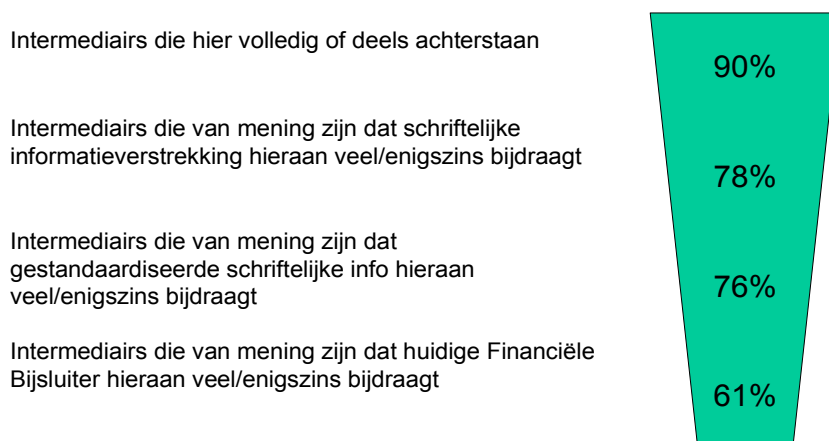 Intermediairs die hier volledig of deels achterstaan
90%
Intermediairs die van mening zijn dat schriftelijke
informatieverstrekking hieraan veel/enigszins bijdraagt
78%
Intermediairs die van mening zijn dat
gestandaardiseerde schriftelijke info hieraan
veel/enigszins bijdraagt
76%
Intermediairs die van mening zijn dat huidige Financiële
Bijsluiter hieraan veel/enigszins bijdraagt
61%